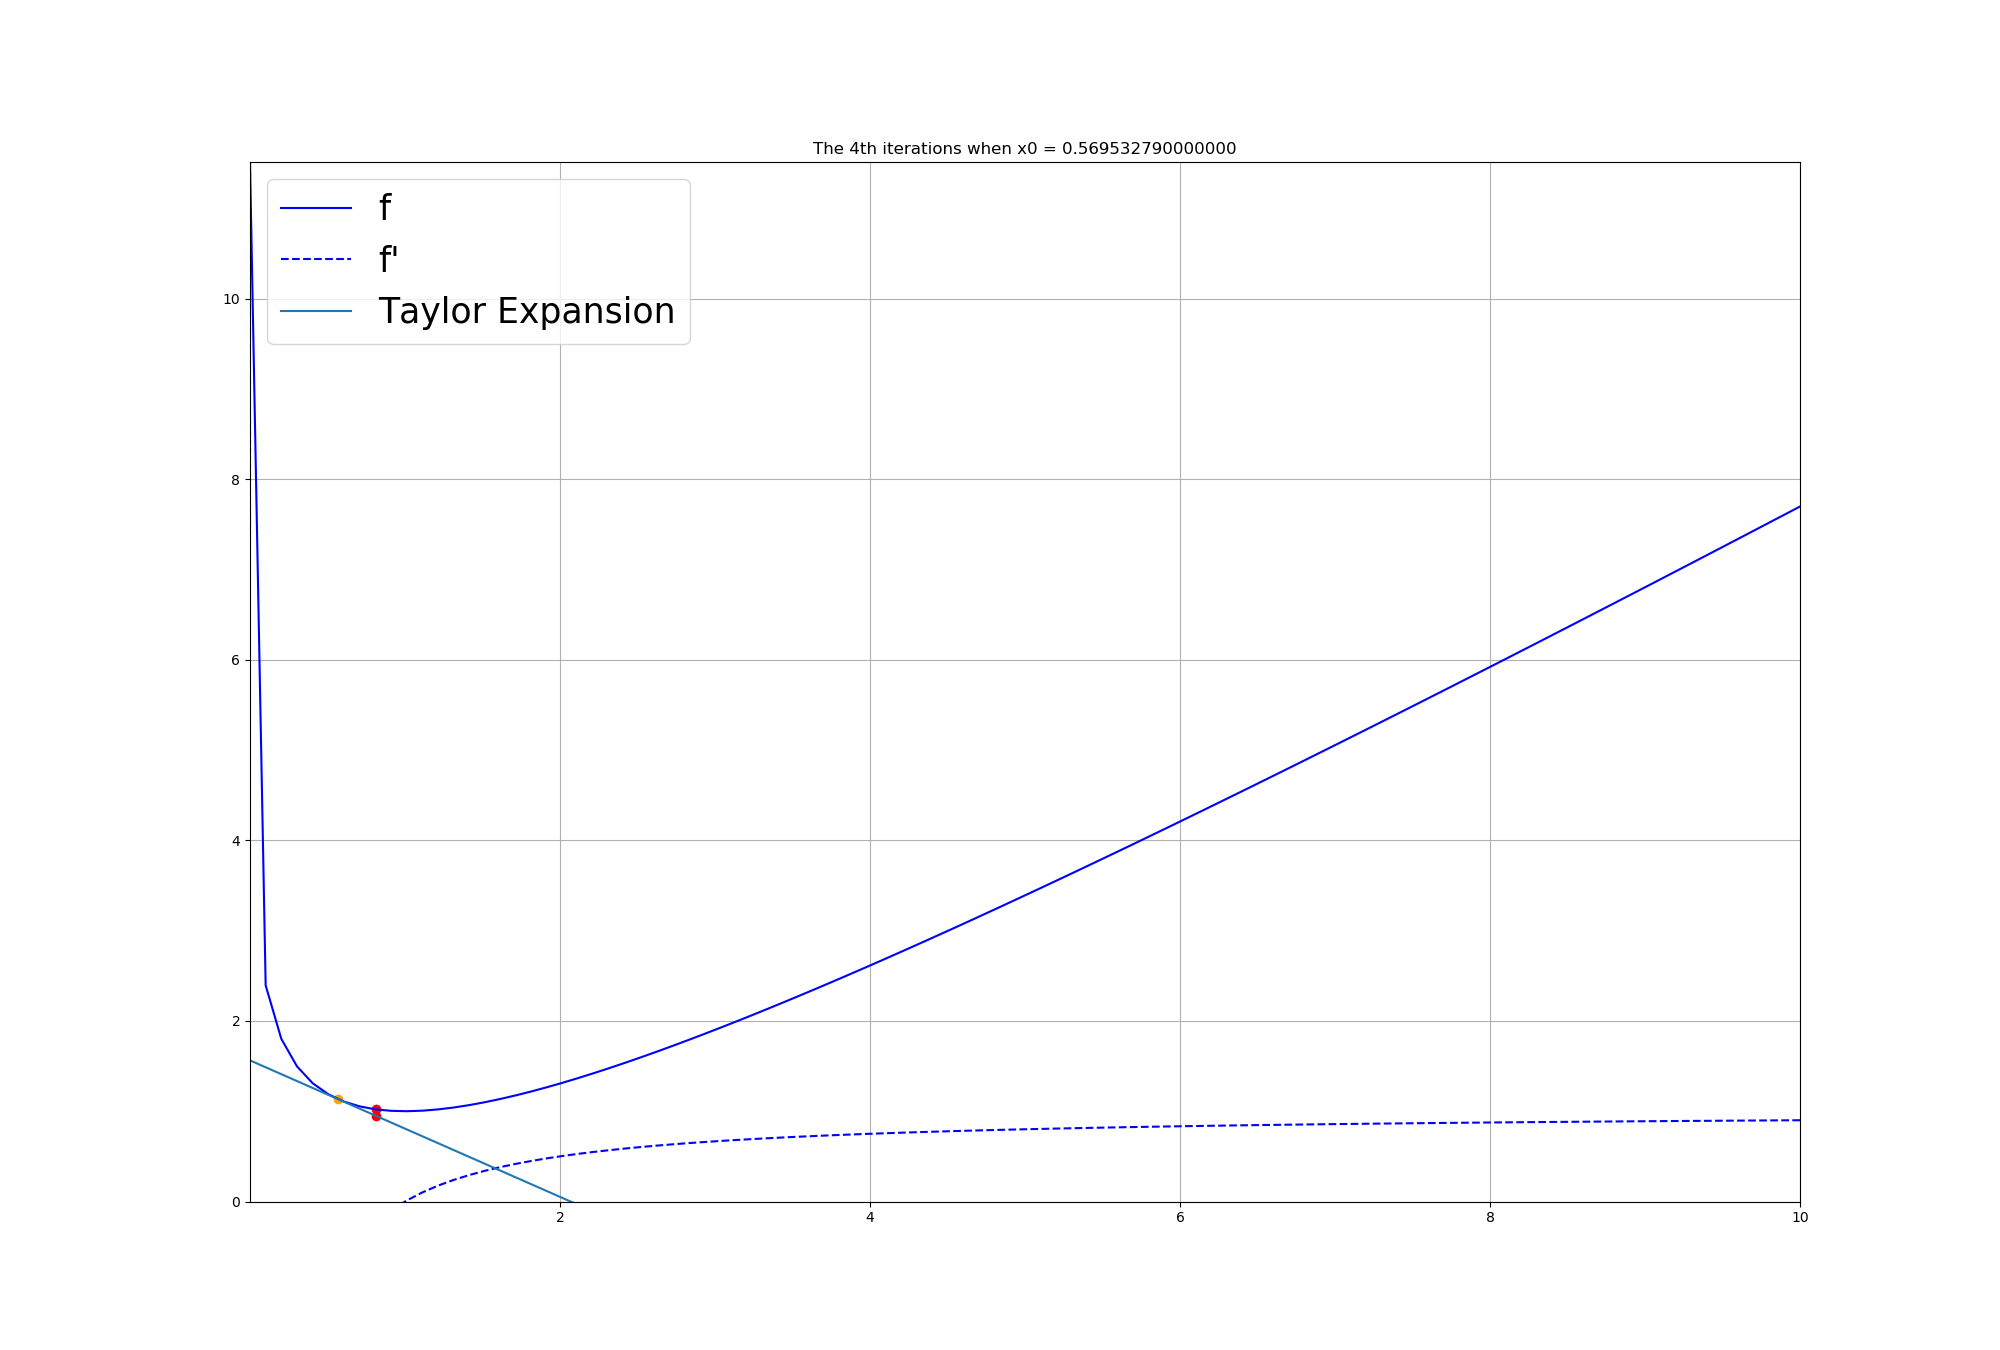 The 4th iterations when x0 = 0.569532790000000
f
f'
Taylor Expansion
10
8
6
4
2
0
2 4 6 8 10